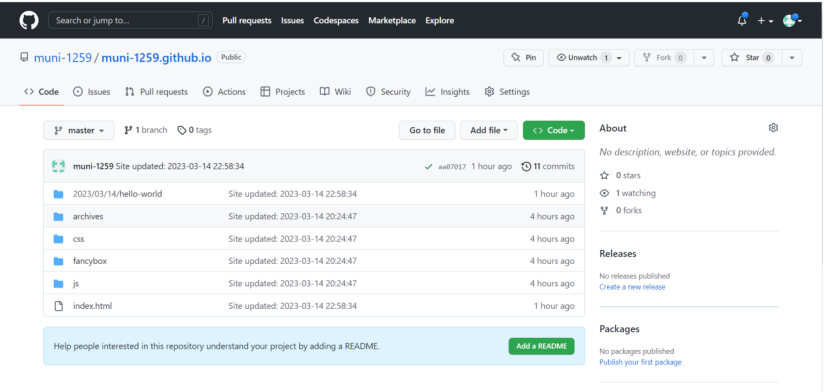 Search or jump to... /
Pull requests Issues Codespaces Marketplace Explore
muni-1259 / muni-1259.github.io Public
Pin Unwatch 1 Fork 0 Star 0
Code Issues Pull requests Actions Projects Wiki Security Insights Settings
master 1 branch 0 tags Go to file Add file Code
muni-1259 Site updated: 2023-03-14 22:58:34 aa07017 1 hour ago 11 commits
2023/03/14/hello-world Site updated: 2023-03-14 22:58:34 1 hour ago
archives Site updated: 2023-03-14 20:24:47 4 hours ago
css Site updated: 2023-03-14 20:24:47 4 hours ago
fancybox Site updated: 2023-03-14 20:24:47 4 hours ago
js Site updated: 2023-03-14 20:24:47 4 hours ago
index.html Site updated: 2023-03-14 22:58:34 1 hour ago
Help people interested in this repository understand your project by adding a README. Add a README
About
No description, website, or topics provided.
0 stars
1 watching
0 forks
Releases
No releases published
Create a new release
Packages
No packages published
Publish your first package